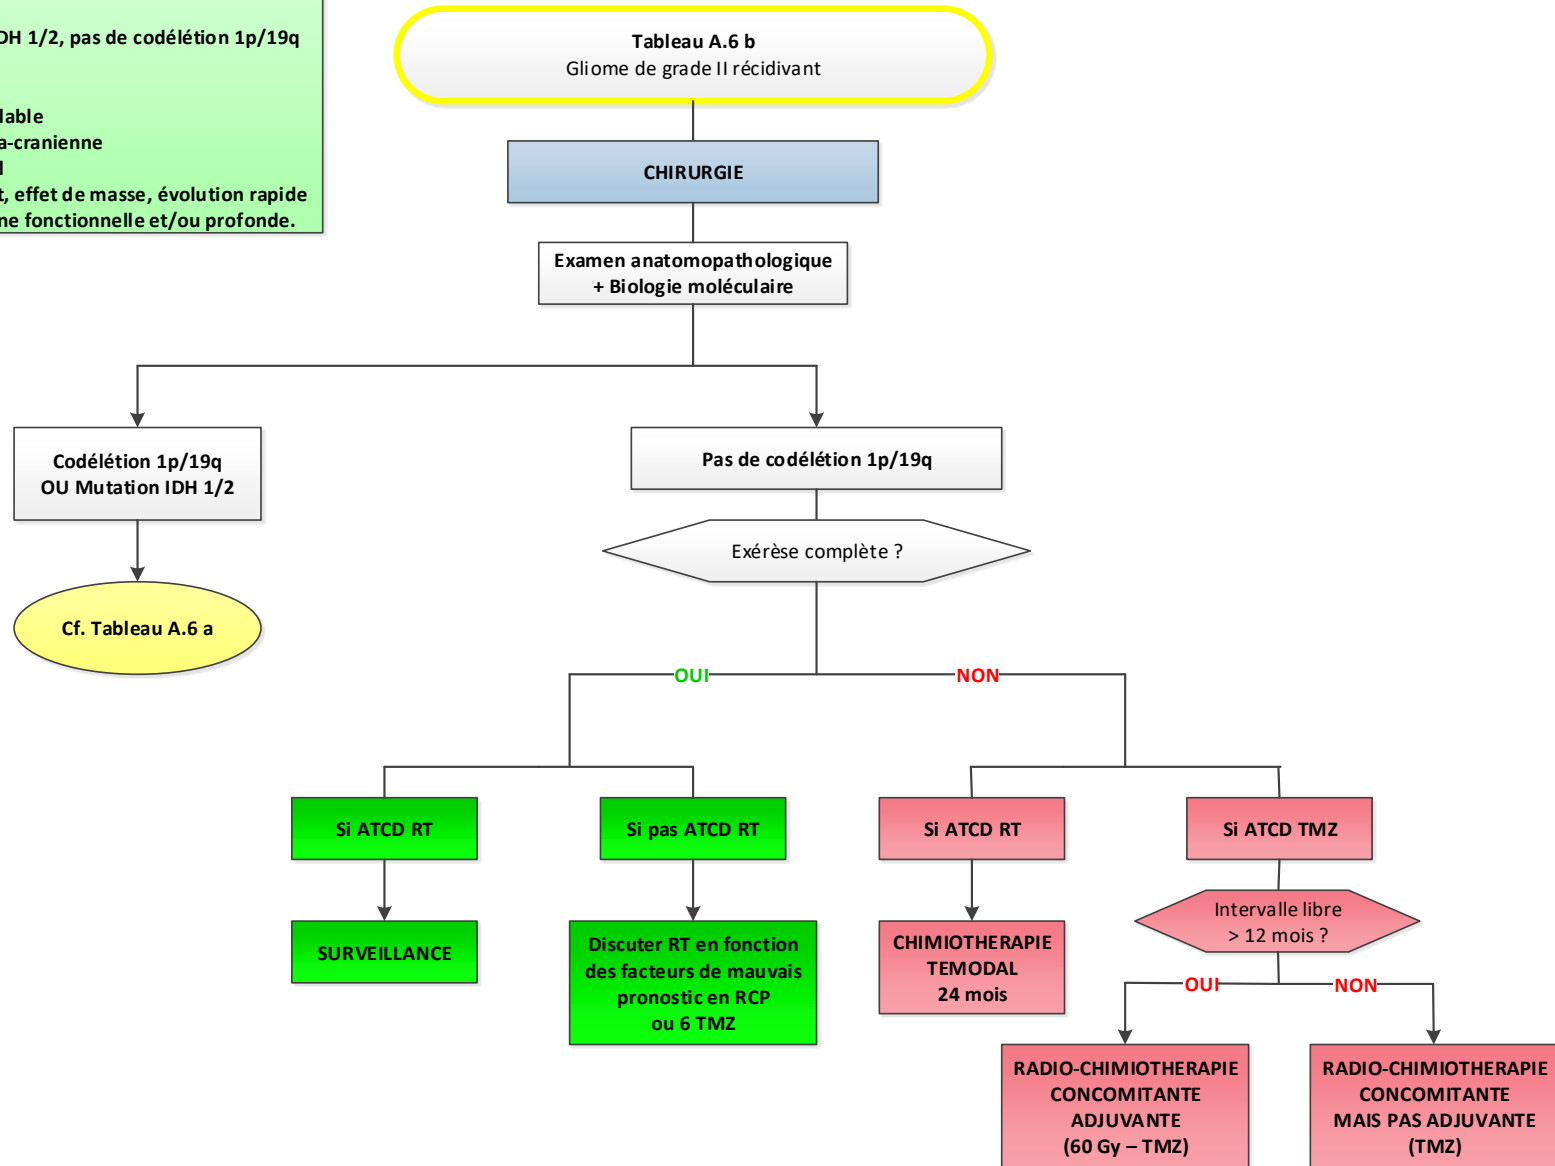 DH 1/2, pas de codélétion 1p/19q
lable
a-cranienne
t, effet de masse, évolution rapide
ne fonctionnelle et/ou profonde.
Tableau A.6 b
Gliome de grade II récidivant
CHIRURGIE
Examen anatomopathologique
+ Biologie moléculaire
Codélétion 1p/19q
OU Mutation IDH 1/2
Cf. Tableau A.6 a
Pas de codélétion 1p/19q
Exérèse complète ?
OUI
NON
Si ATCD RT
Si pas ATCD RT
Si ATCD RT
Si ATCD TMZ
SURVEILLANCE
Discuter RT en fonction
des facteurs de mauvais
pronostic en RCP
ou 6 TMZ
CHIMIOTHERAPIE
TEMODAL
24 mois
Intervalle libre
> 12 mois ?
OUI
NON
RADIO-CHIMIOTHERAPIE
CONCOMITANTE
ADJUVANTE
(60 Gy – TMZ)
RADIO-CHIMIOTHERAPIE
CONCOMITANTE
MAIS PAS ADJUVANTE
(TMZ)